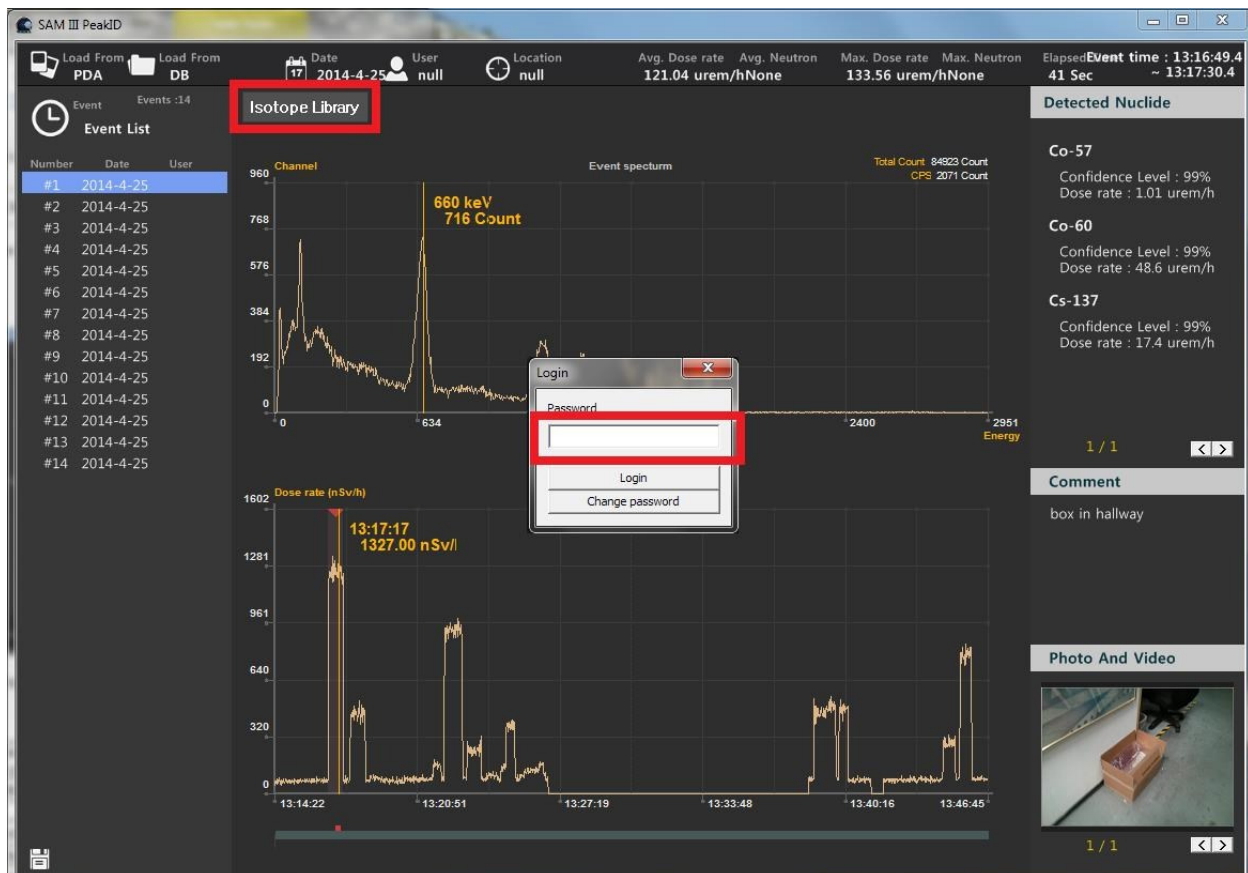 SAM III PeakID
Load From PDA
Load From DB
17
Date
2014-4-25
User
null
Location
null
Avg. Dose rate Avg. Neutron
121.04 urem/hNone
Max. Dose rate Max. Neutron
133.56 urem/hNone
Elapsed
41 Sec
Event time : 13:16:49.4
~ 13:17:30.4
Event
Events :14
Event List
Number Date User
#1 2014-4-25
#2 2014-4-25
#3 2014-4-25
#4 2014-4-25
#5 2014-4-25
#6 2014-4-25
#7 2014-4-25
#8 2014-4-25
#9 2014-4-25
#10 2014-4-25
#11 2014-4-25
#12 2014-4-25
#13 2014-4-25
#14 2014-4-25
Isotope Library
Channel
Event specturm
Total Count 84923 Count
CPS 2071 Count
960
768
576
384
192
0
660 keV
716 Count
0 634 2400 2951
Energy
Login
Password
Login
Change password
Dose rate (nSv/h)
1602
1281
961
640
320
0
13:17:17
1327.00 nSv/
13:14:22 13:20:51 13:27:19 13:33:48 13:40:16 13:46:45
Detected Nuclide
Co-57
Confidence Level : 99%
Dose rate : 1.01 urem/h
Co-60
Confidence Level : 99%
Dose rate : 48.6 urem/h
Cs-137
Confidence Level : 99%
Dose rate : 17.4 urem/h
1 / 1
Comment
box in hallway
Photo And Video
1 / 1